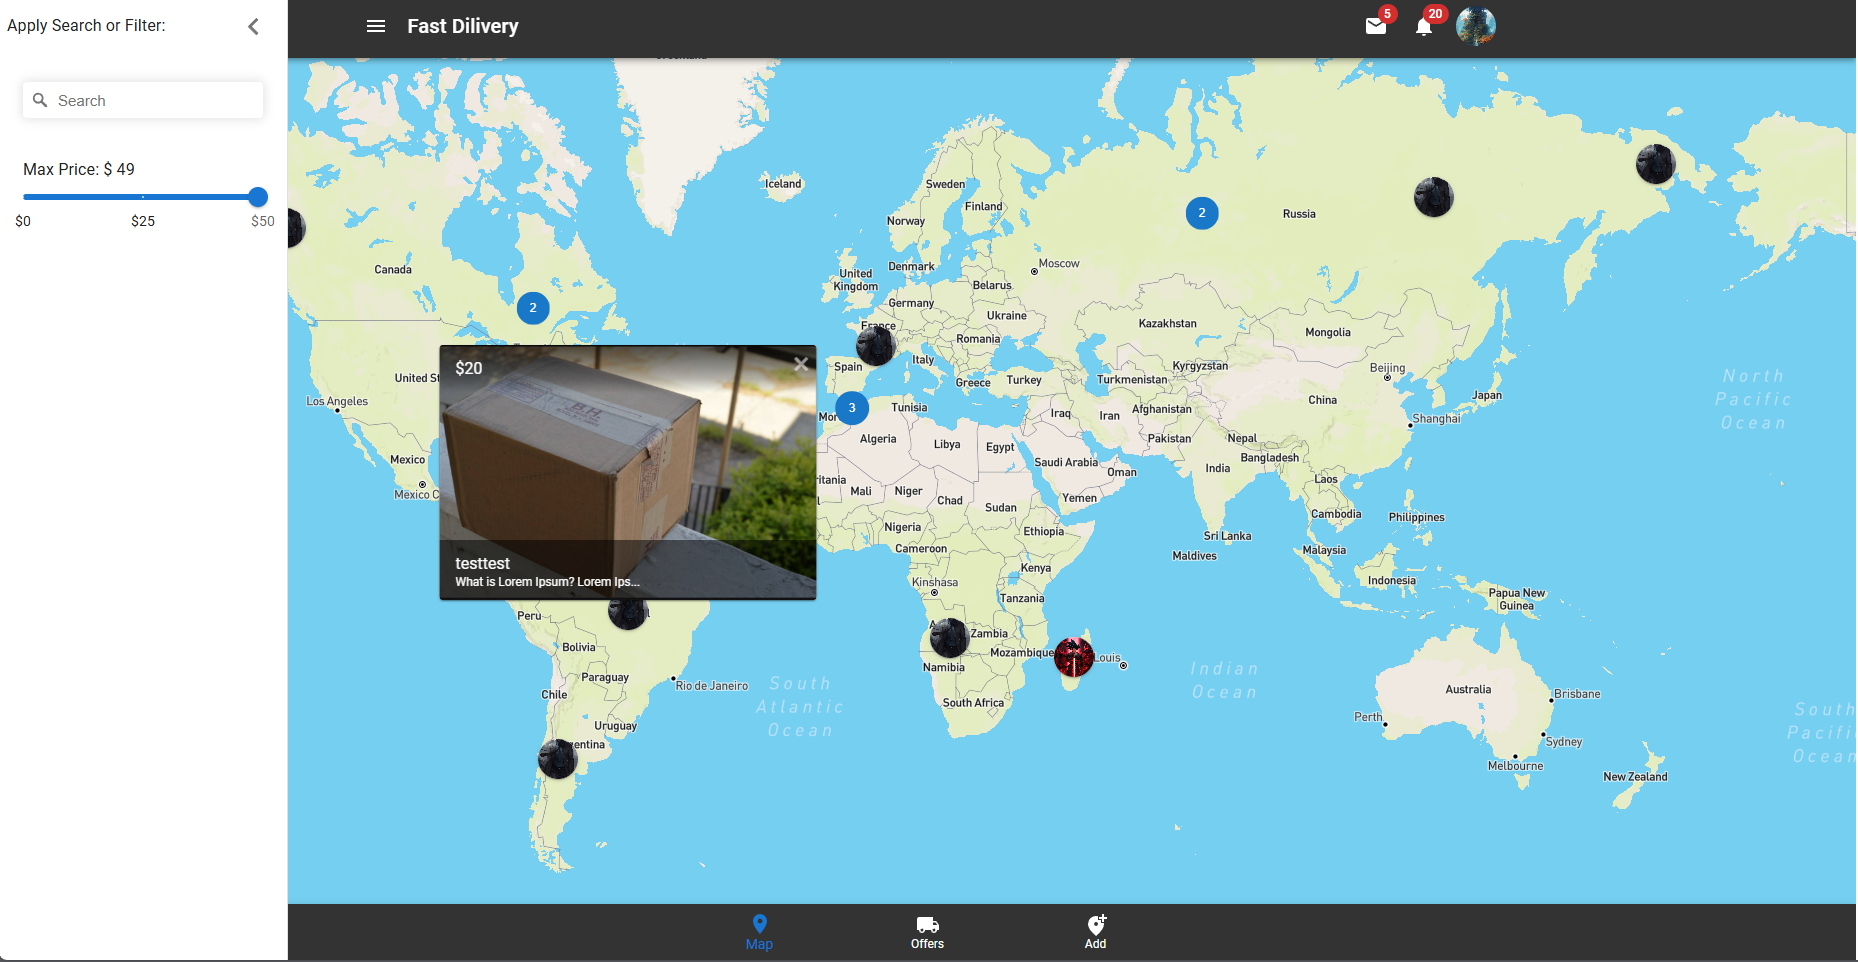 Apply Search or Filter:
Search
Max Price: $ 49
$0
$25
$50
Fast Dilivery
5
20
Iceland
Sweden
Finland
Norway
Russia
2
Canada
United
Kingdom
Denmark
Moscow
Belarus
Germany
Ukraine
2
France
Kazakhstan
Mongolia
Romania
Italy
Spain
Kyrgyzstan
Beijing
United St
Greece
Turkey
Turkmenistan
Los Angeles
China
Japan
Mor
3
Tunisia
Iraq
Iran
Afghanistan
Shanghai
North
Pacific
Ocean
Algeria
Libya
Egypt
Pakistan
Nepal
Bangladesh
Mexico
Saudi Arabia
Oman
India
Mexico C
ritania
Mali
Niger
Chad
Sudan
Yemen
Laos
Cambodia
Philippines
Nigeria
Ethiopia
Sri Lanka
Cameroon
Maldives
Malaysia
Kenya
Kinshasa
Indonesia
Tanzania
Papua New
Guinea
$20
B.H.
testtest
What is Lorem Ipsum? Lorem Ips...
Peru
l
A
Zambia
Bolivia
Mozambique
Louis
Namibia
Indian
Ocean
Paraguay
Rio de Janeiro
South
Atlantic
Ocean
Chile
South Africa
Australia
Brisbane
Perth
Uruguay
entina
Sydney
Melbourne
New Zealand
South
Pacific
Ocean
Map
Offers
Add